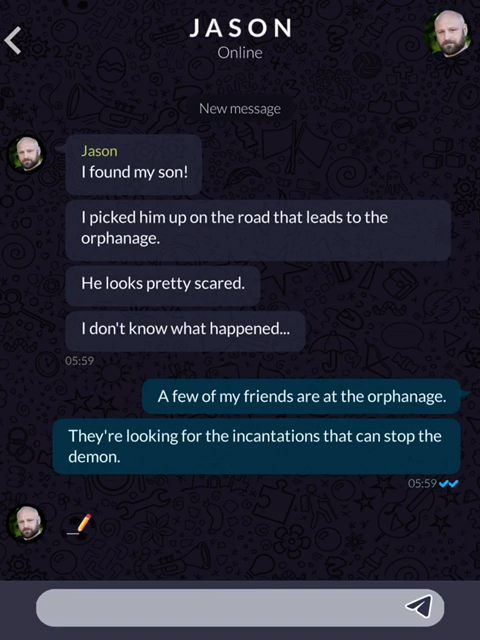 JASON
Online
New message
Jason
I found my son!
I picked him up on the road that leads to the
orphanage.
He looks pretty scared.
I don't know what happened...
05:59
A few of my friends are at the orphanage.
They're looking for the incantations that can stop the
demon.
05:59